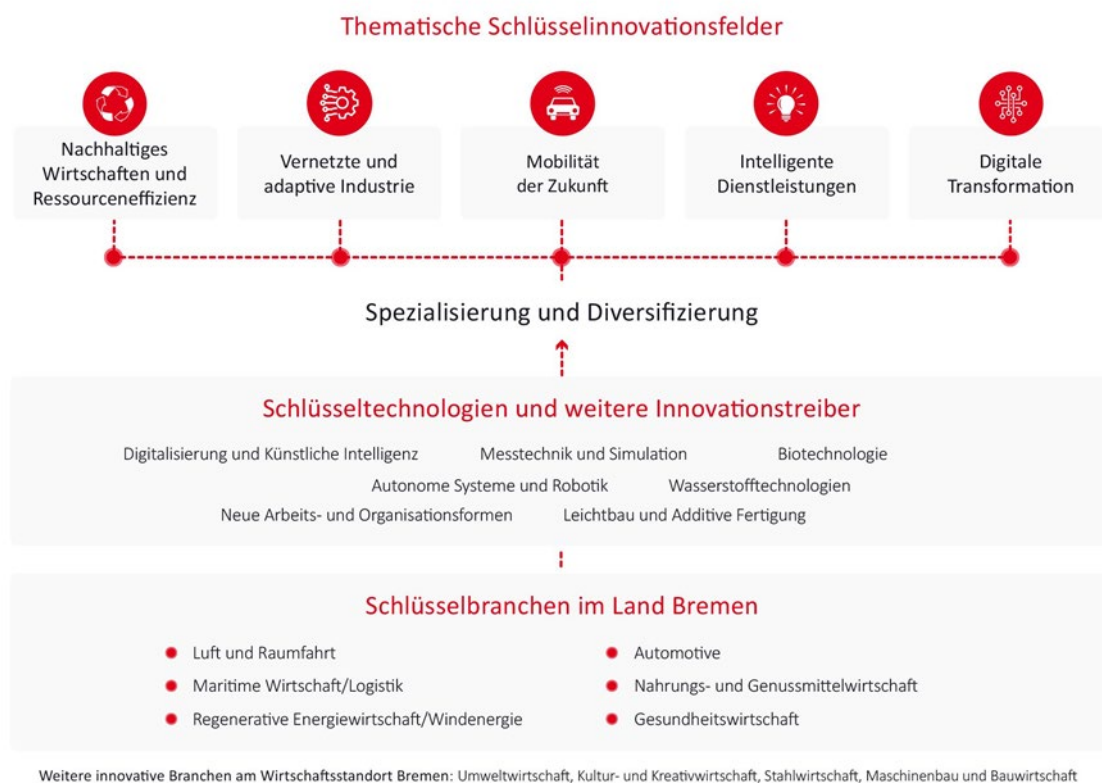 Thematische Schlüsselinnovationsfelder
Nachhaltiges
Wirtschaften und
Ressourceneffizienz
Vernetzte und
adaptive Industrie
Mobilität
der Zukunft
Intelligente
Dienstleistungen
Digitale
Transformation
Spezialisierung und Diversifizierung
Schlüsseltechnologien und weitere Innovationstreiber
Digitalisierung und Künstliche Intelligenz Messtechnik und Simulation Biotechnologie
Autonome Systeme und Robotik Wasserstofftechnologien
Neue Arbeits- und Organisationsformen Leichtbau und Additive Fertigung
Schlüsselbranchen im Land Bremen
Luft und Raumfahrt
Maritime Wirtschaft/Logistik
Regenerative Energiewirtschaft/Windenergie
Automotive
Nahrungs- und Genussmittelwirtschaft
Gesundheitswirtschaft
Weitere innovative Branchen am Wirtschaftsstandort Bremen: Umweltwirtschaft, Kultur- und Kreativwirtschaft, Stahlwirtschaft, Maschinenbau und Bauwirtschaft